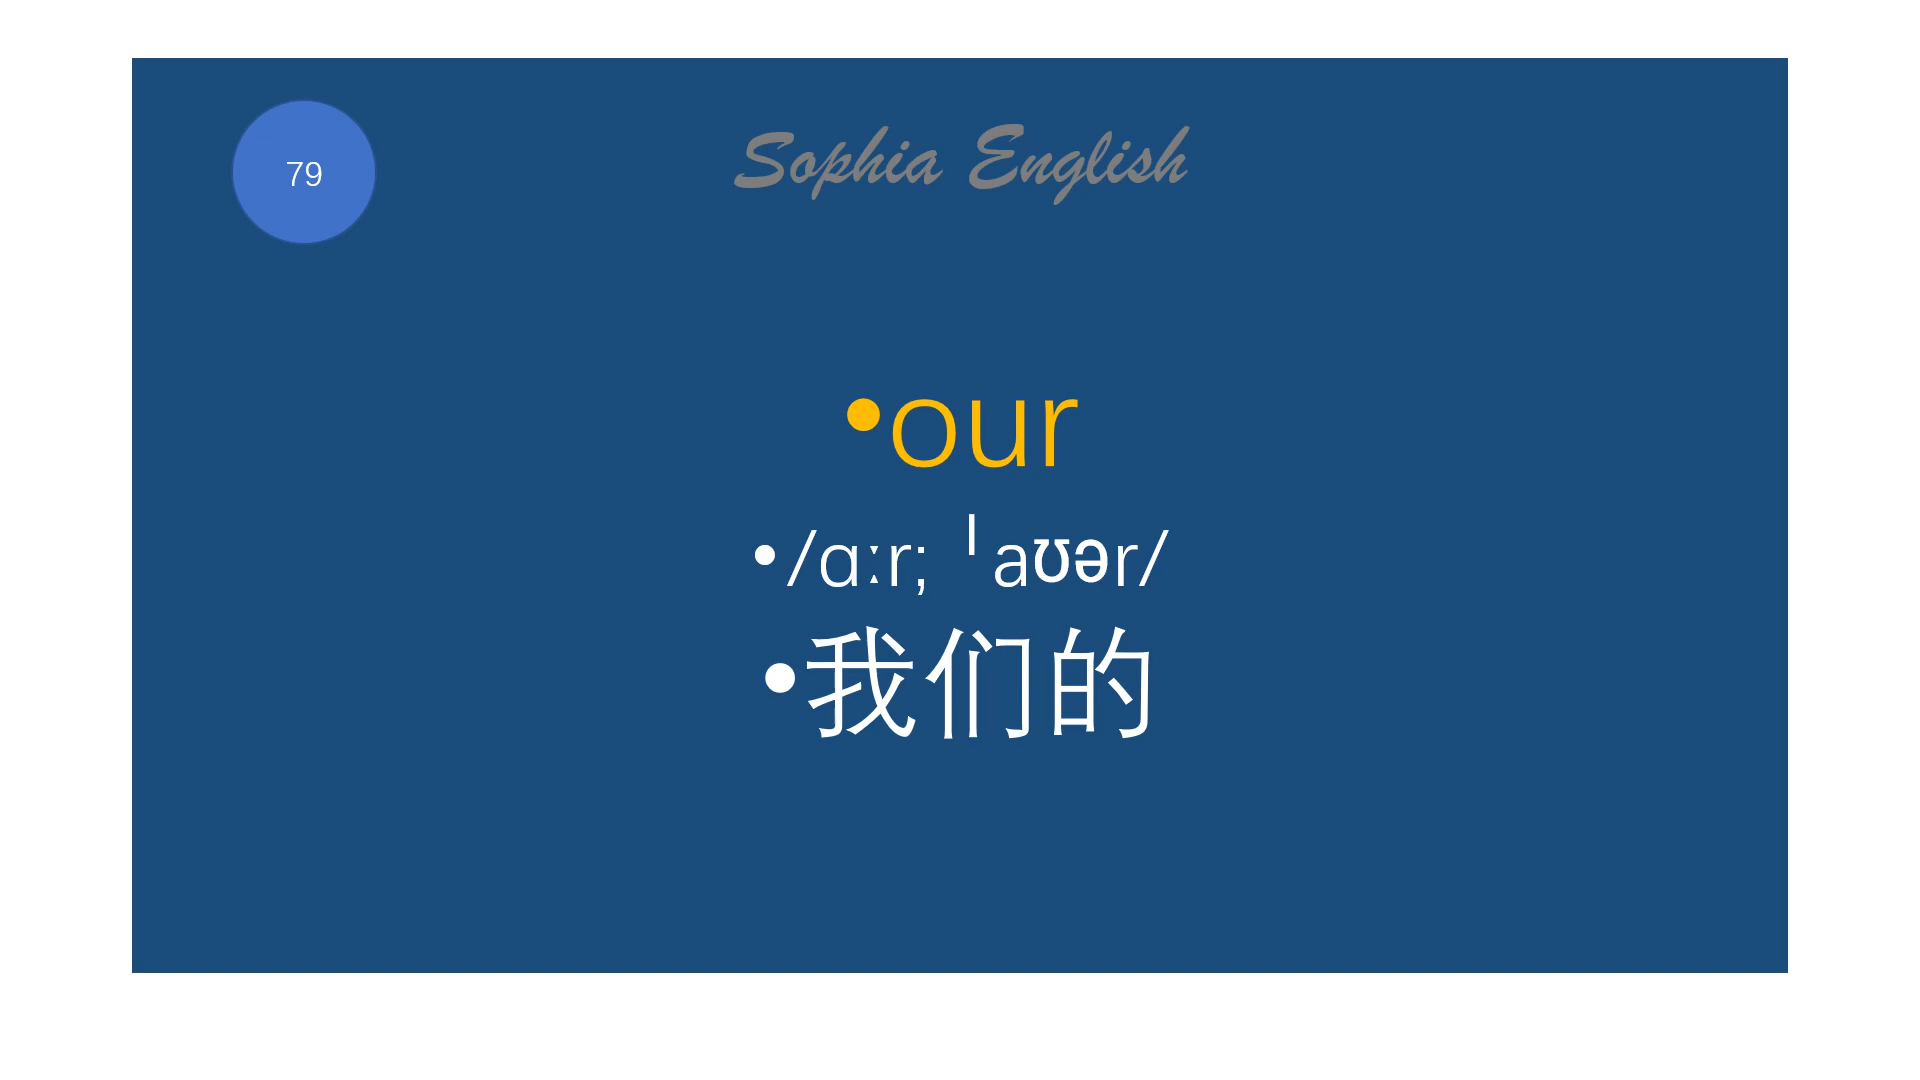 79
Sophia English
•our
•/ɑːr; ˈaʊər/
•我们的